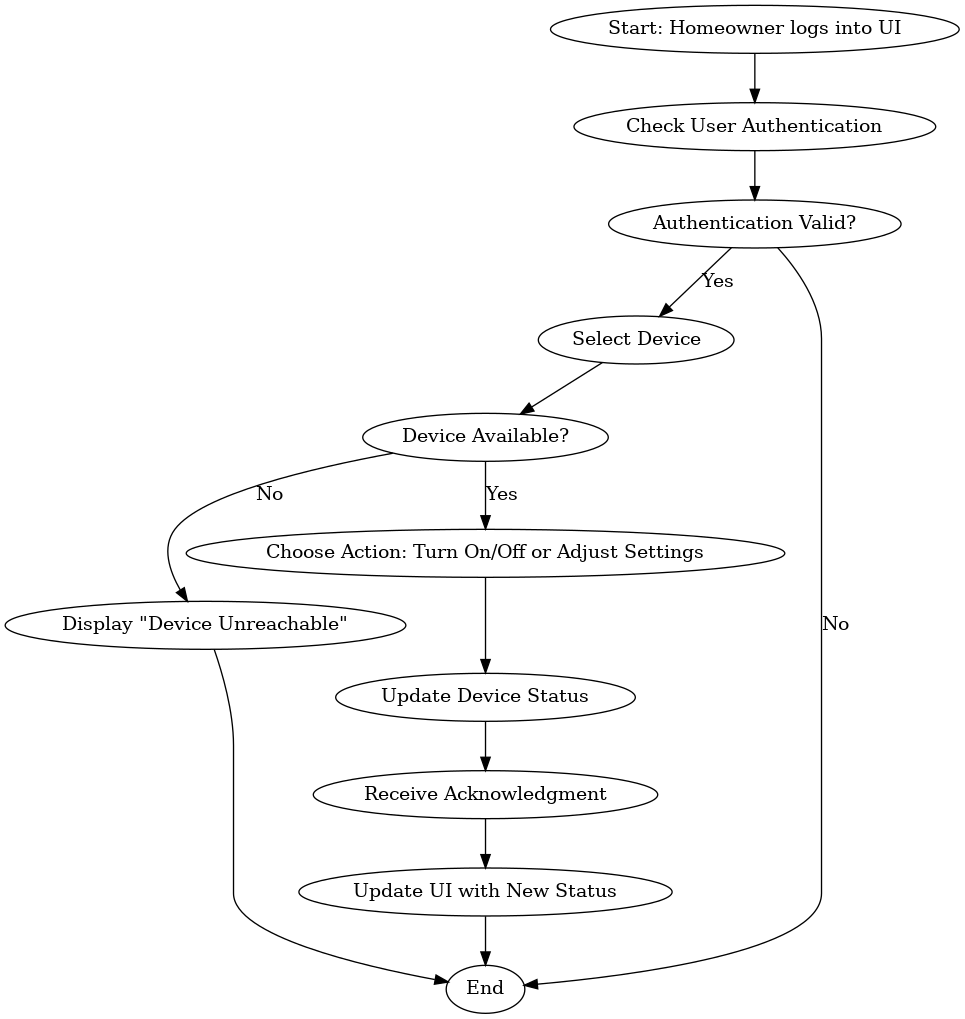 Start: Homeowner logs into UI
Check User Authentication
Authentication Valid?
Yes
Select Device
Device Available?
No
Yes
Choose Action: Turn On/Off or Adjust Settings
Display "Device Unreachable"
No
Update Device Status
Receive Acknowledgment
Update UI with New Status
End